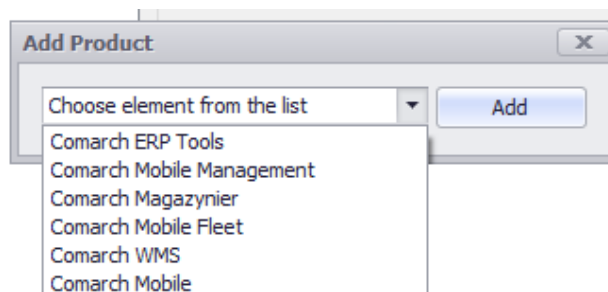 Add Product
Choose element from the list
Add
Comarch ERP Tools
Comarch Mobile Management
Comarch Magazynier
Comarch Mobile Fleet
Comarch WMS
Comarch Mobile